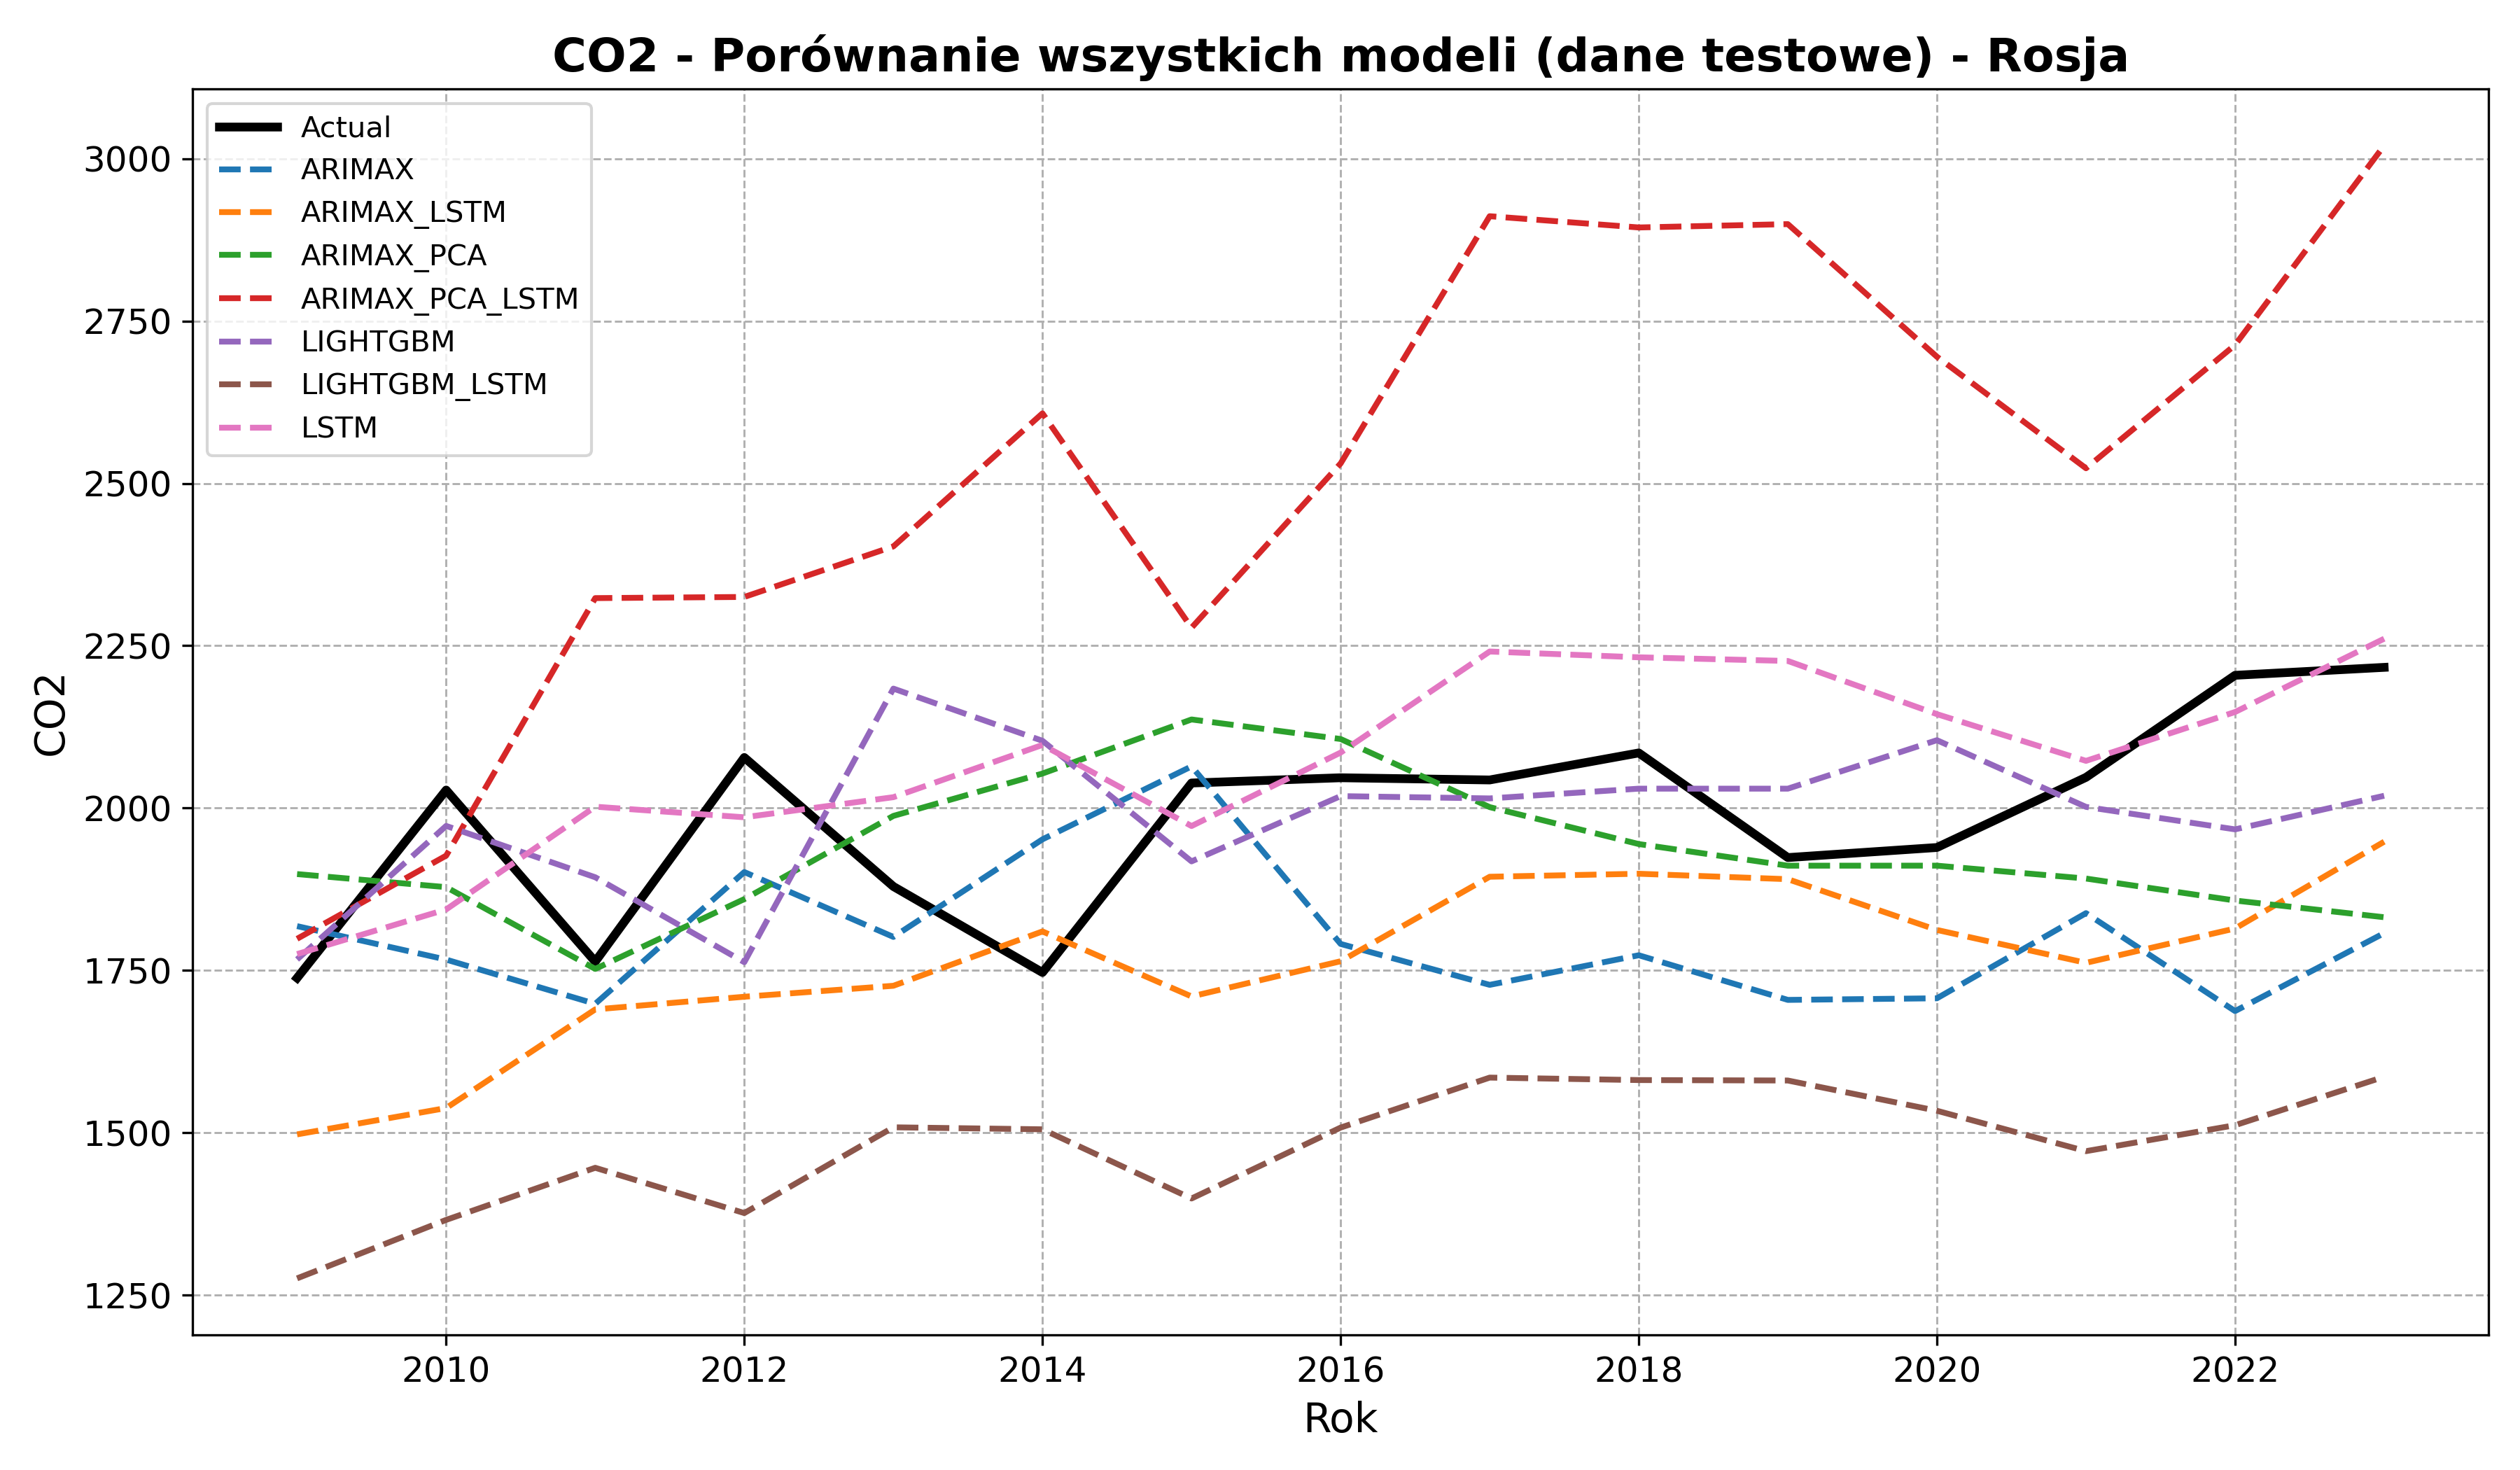 CO2 - Porównanie wszystkich modeli (dane testowe) - Rosja
Actual
ARIMAX
ARIMAX_LSTM
ARIMAX_PCA
ARIMAX_PCA_LSTM
LIGHTGBM
LIGHTGBM_LSTM
LSTM
3000
2750
2500
2250
2000
1750
1500
1250
CO2
2010 2012 2014 2016 2018 2020 2022
Rok